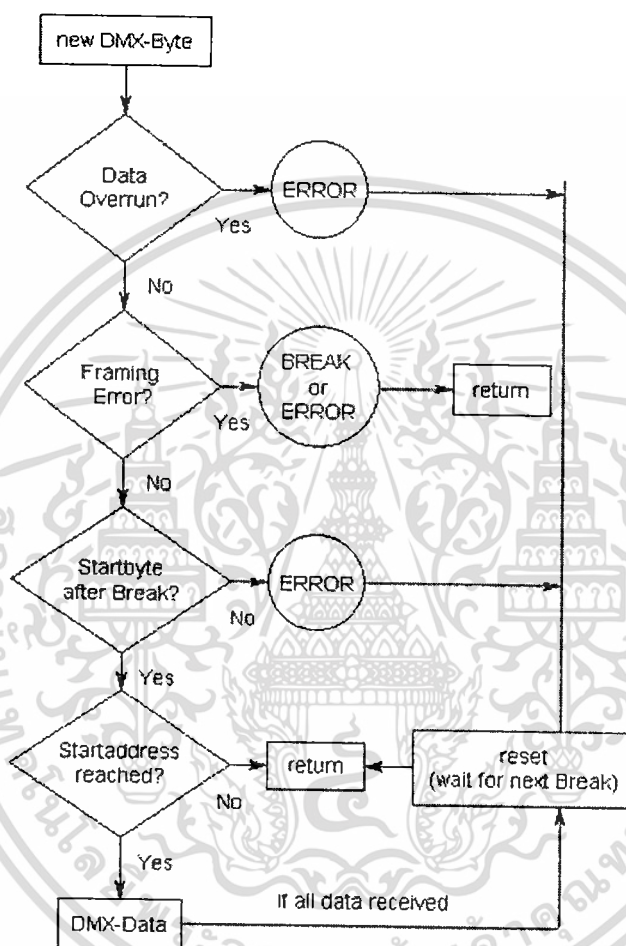 new DMX-Byte
Data
Overrun?
ERROR
Yes
No
Framing
Error?
BREAK
or
ERROR
return
Yes
No
Startbyte
after Break?
ERROR
No
Yes
Startaddress
reached?
return
reset
(wait for next Break)
No
Yes
DMX-Data
If all data received